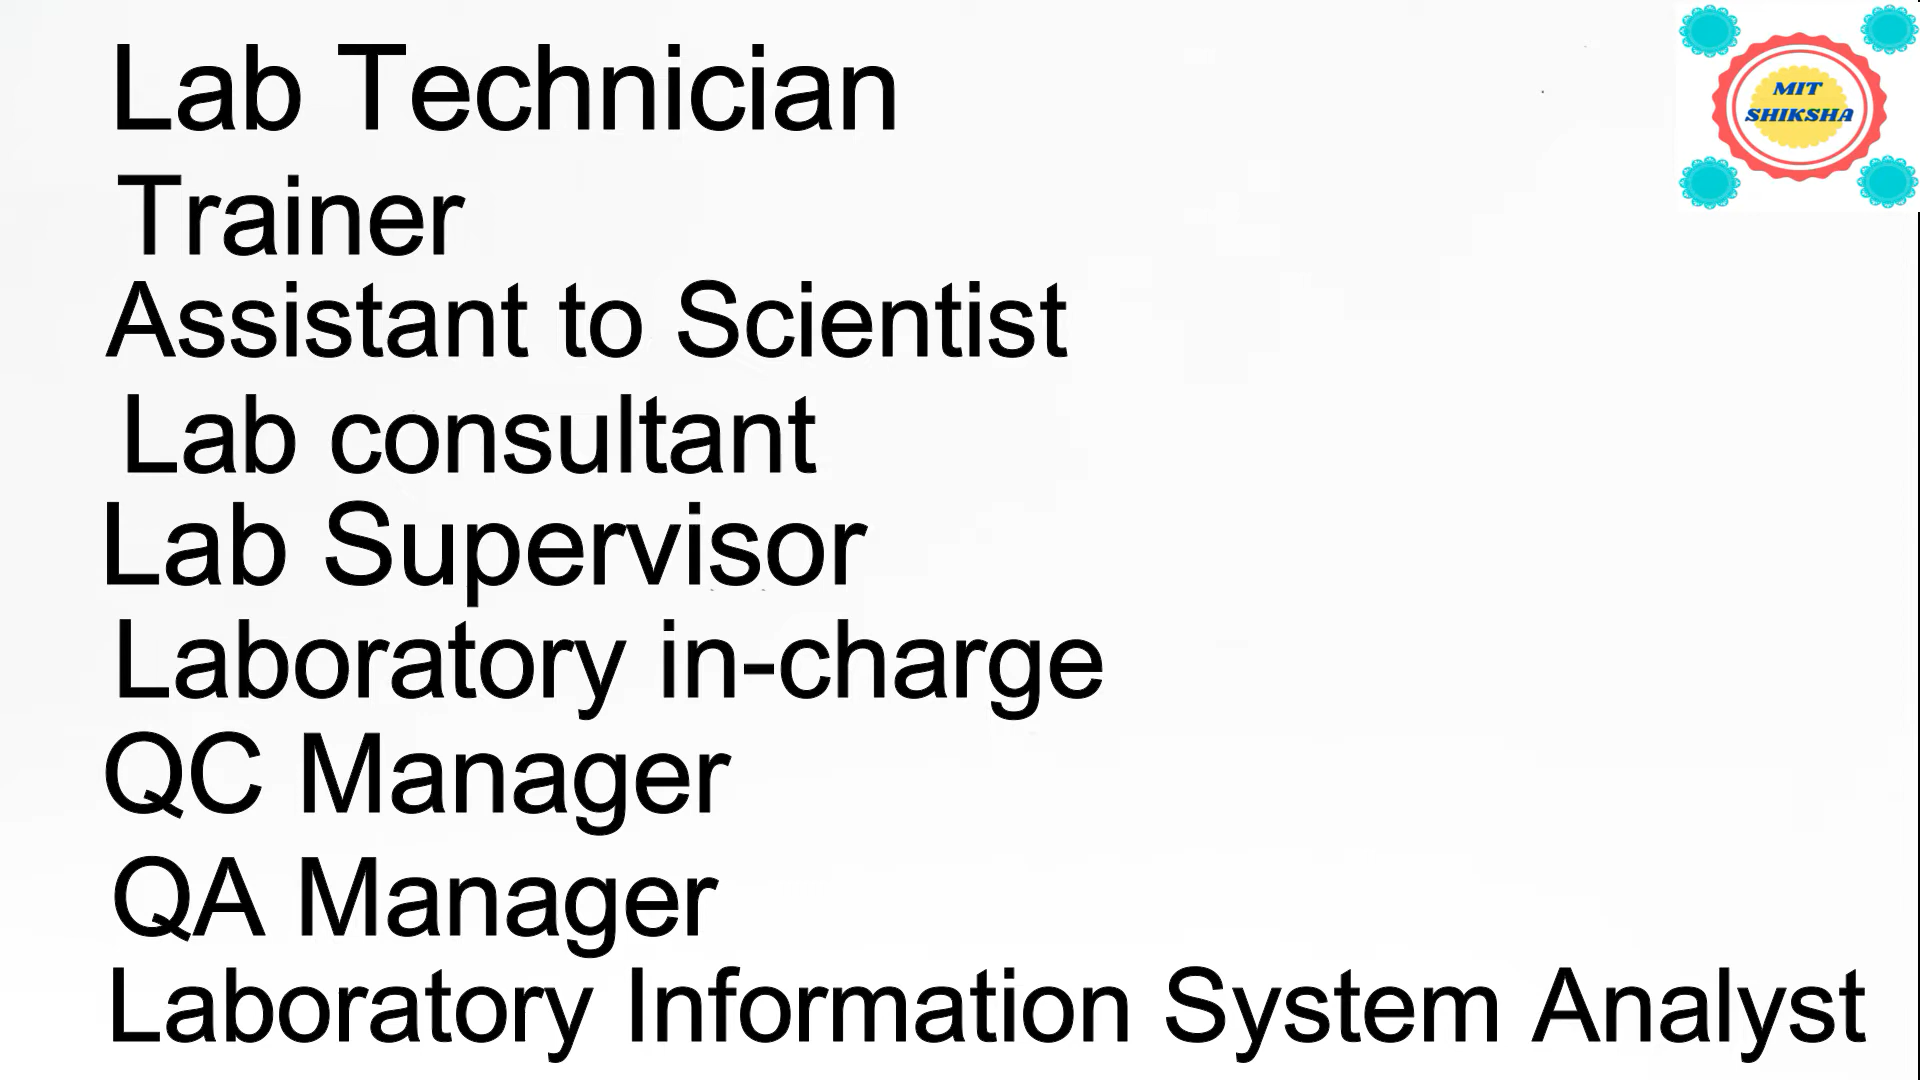 Lab Technician
Trainer
Assistant to Scientist
Lab consultant
Lab Supervisor
Laboratory in-charge
QC Manager
QA Manager
Laboratory Information System Analyst
MIT
SHIKSHA